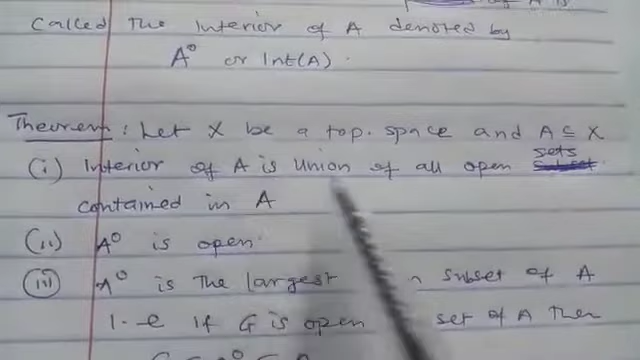 of A is
Called The Interior of A denoted by
A° or Int(A).
Theorem: Let X be a top. space and A ⊆ X
(i) Interior of A is Union of all open sets
contained in A
(ii) A° is open.
(iii) A° is The largest subset of A
i-e if G is open set of A then